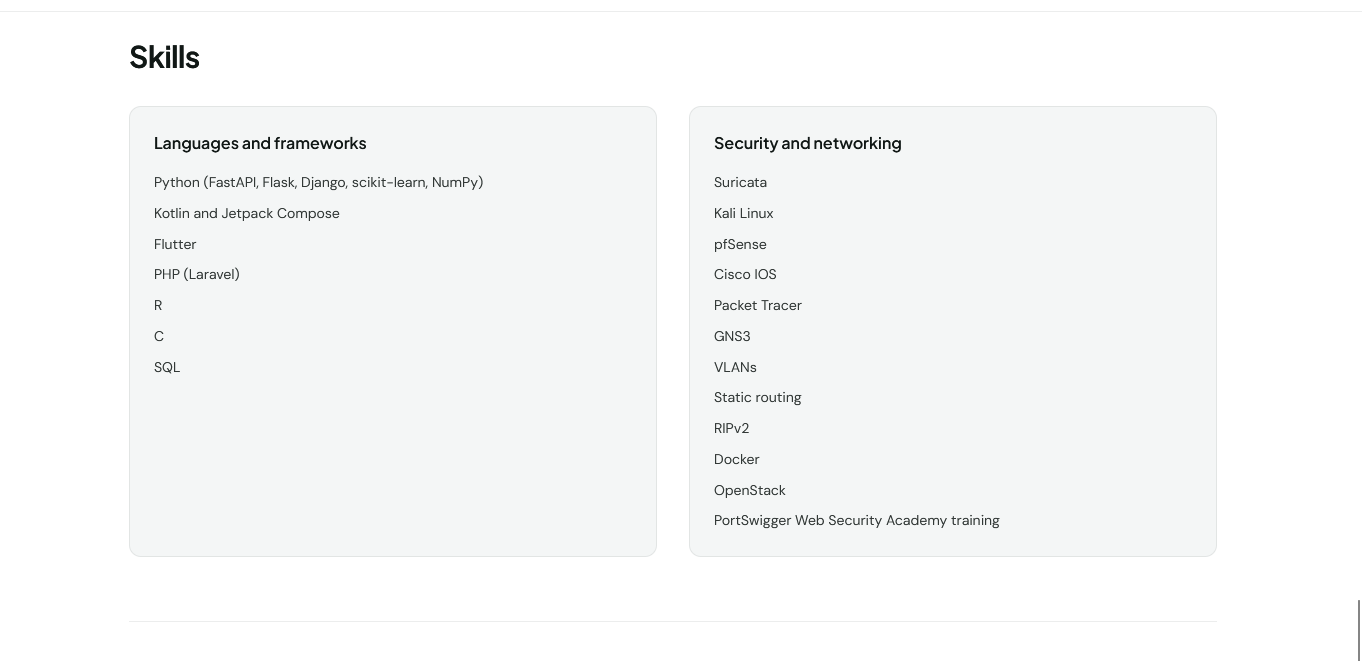 Skills
Languages and frameworks
Python (FastAPI, Flask, Django, scikit-learn, NumPy)
Kotlin and Jetpack Compose
Flutter
PHP (Laravel)
R
C
SQL
Security and networking
Suricata
Kali Linux
pfSense
Cisco IOS
Packet Tracer
GNS3
VLANs
Static routing
RIPv2
Docker
OpenStack
PortSwigger Web Security Academy training